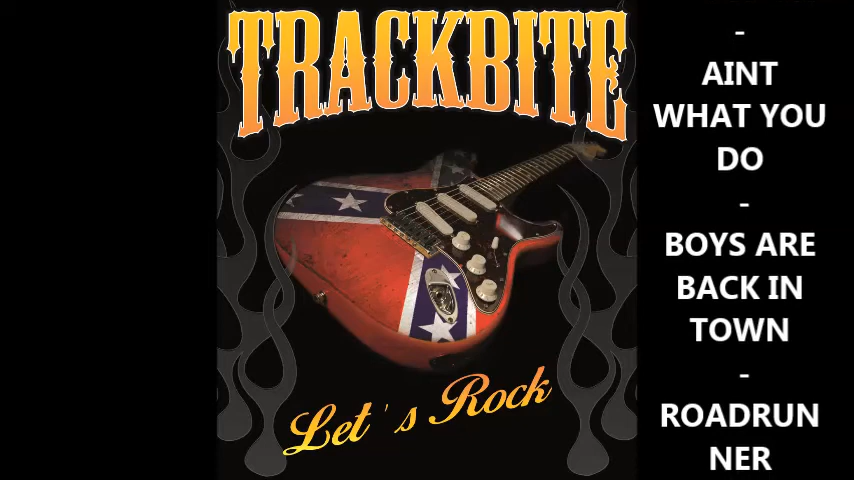 TRACKBITE
Let's Rock
-
AINT
WHAT YOU
DO
-
BOYS ARE
BACK IN
TOWN
-
ROADRUN
NER